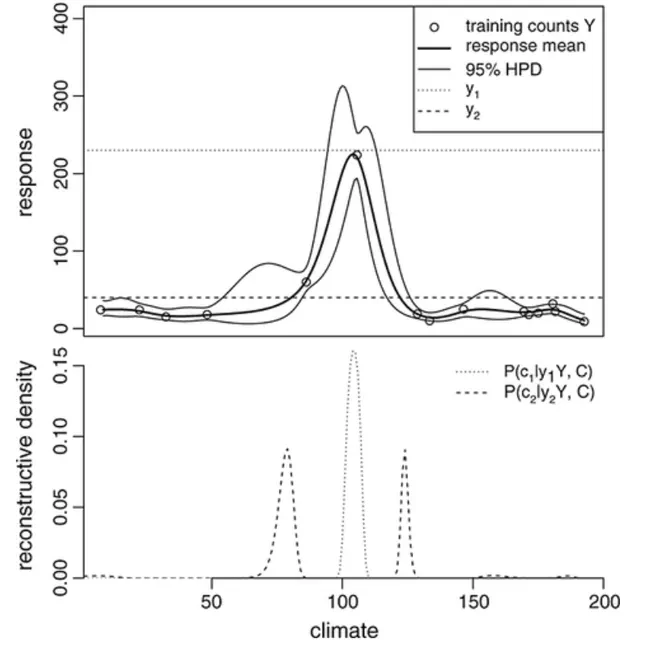 400
300
200
100
0
response
training counts Y
response mean
95% HPD
y₁
y₂
0.15
0.10
0.05
0.00
reconstructive density
P(c₁|y₁Y, C)
P(c₂|y₂Y, C)
50
100
150
200
climate